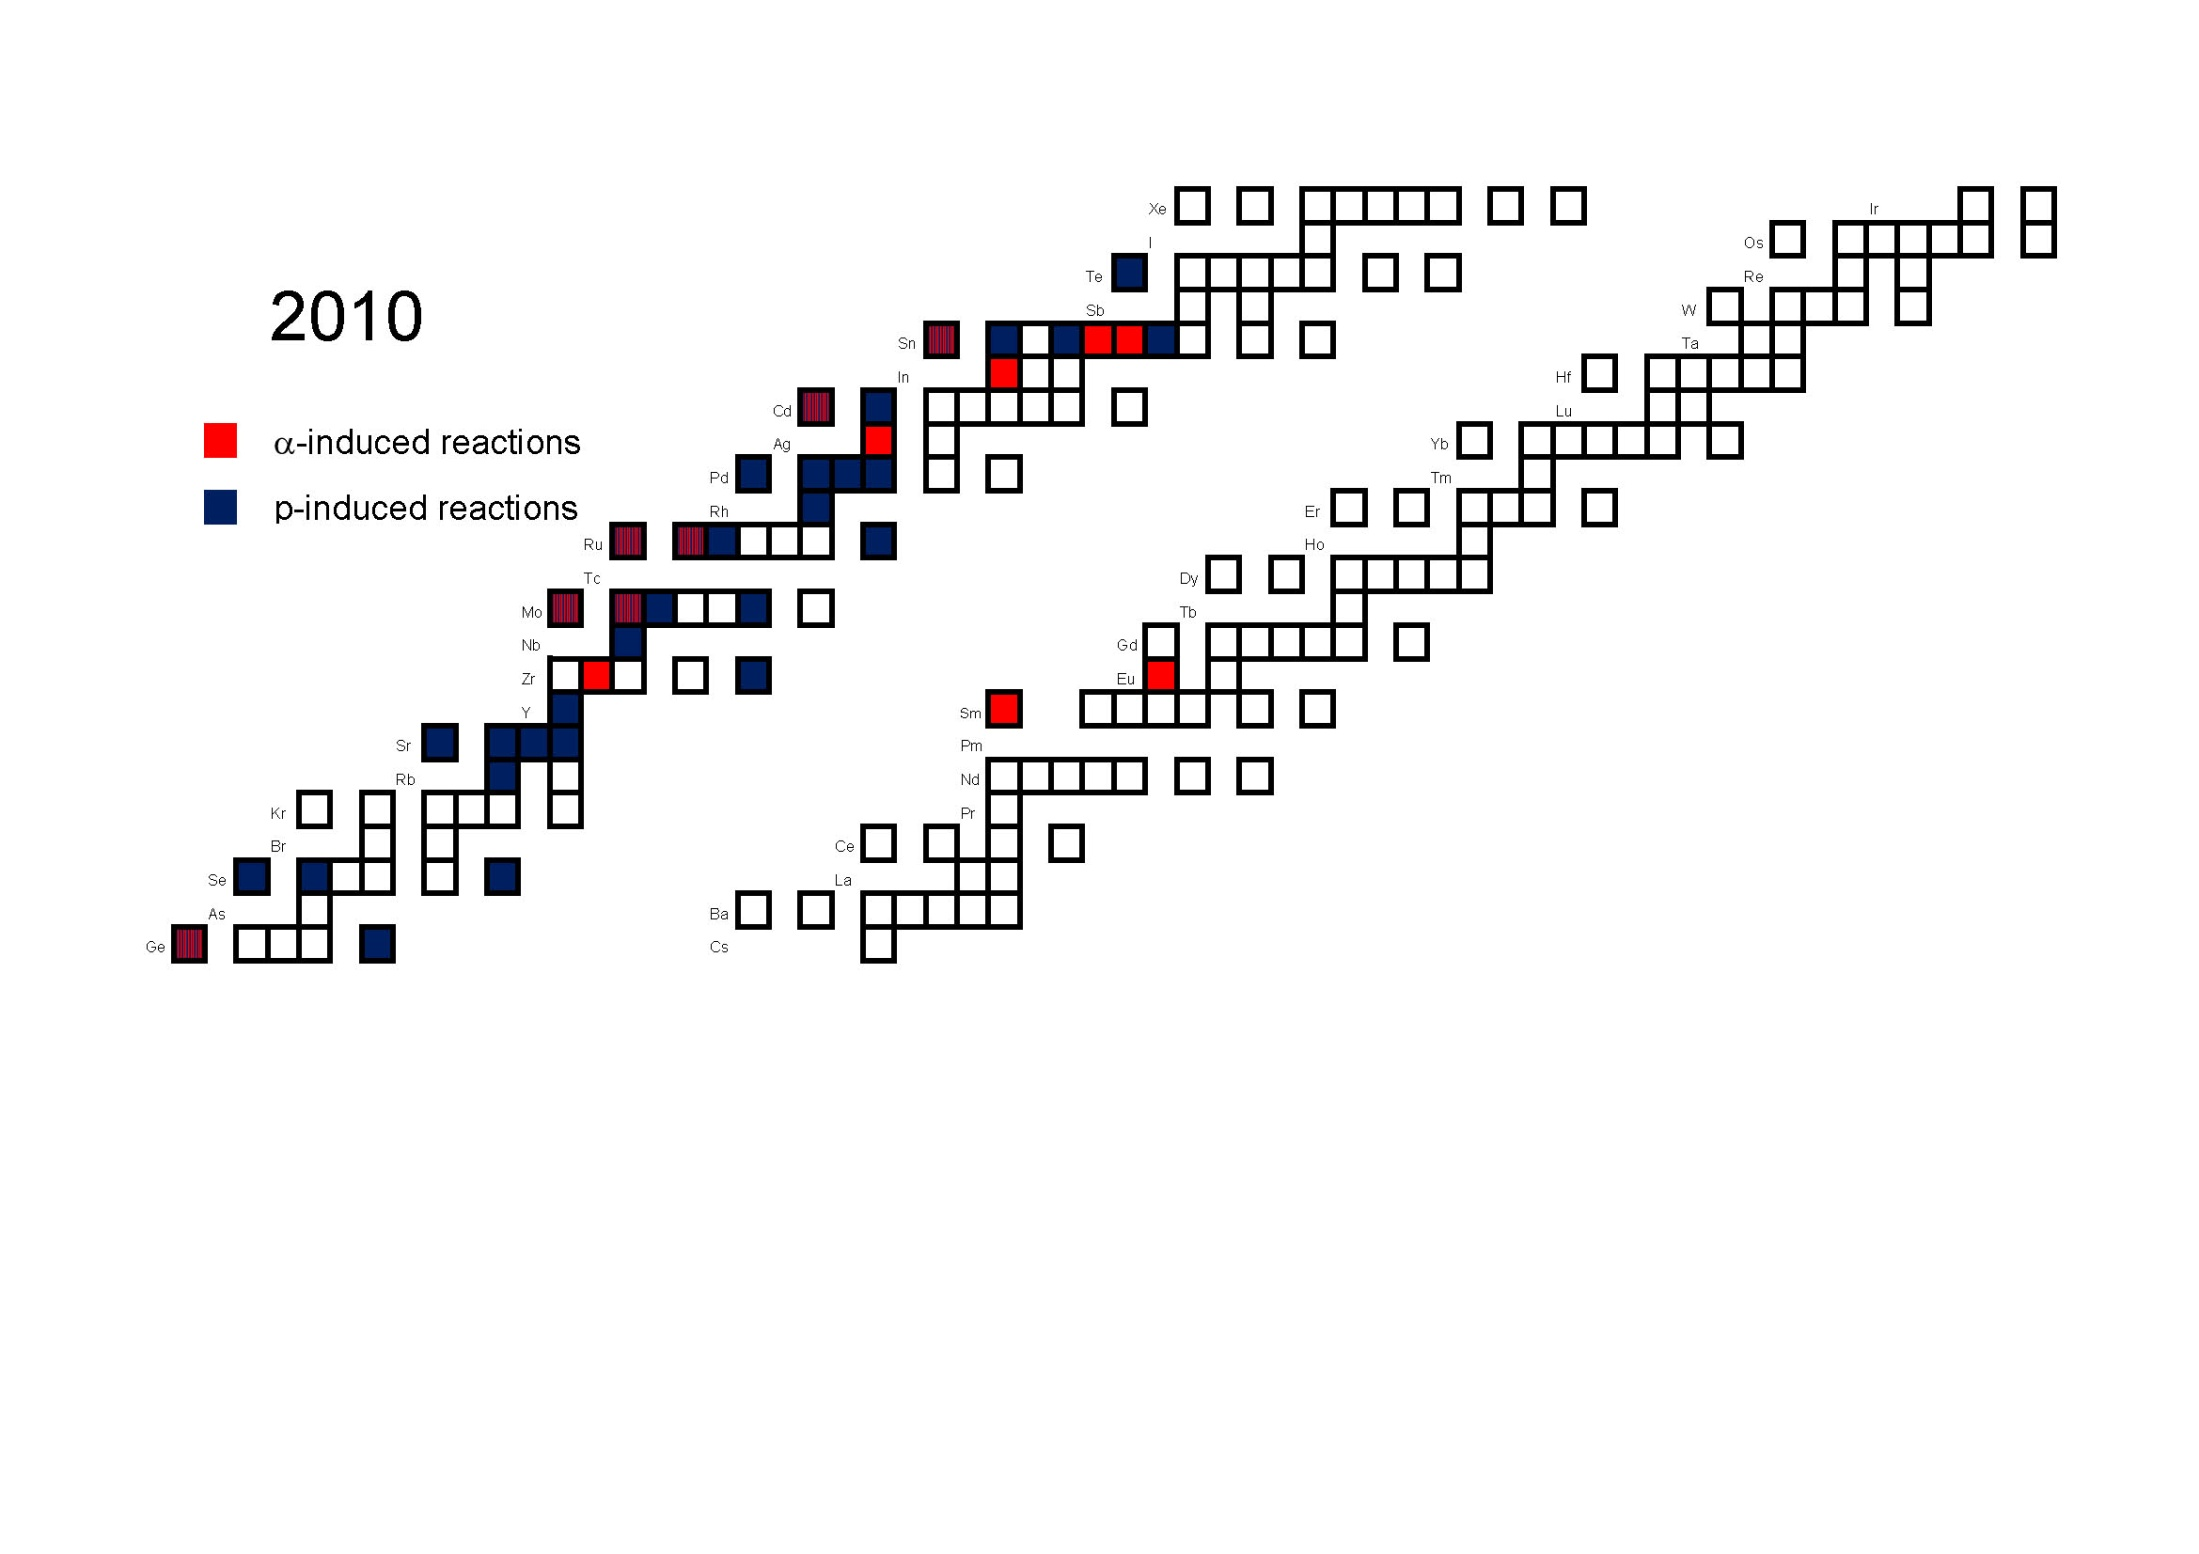 Xe
Ir
I
Os
Te
Re
2010
Sb
W
Sn
Ta
In
Hf
Cd
Lu
α-induced reactions
Ag
Yb
Pd
Tm
p-induced reactions
Rh
Er
Ru
Ho
Tc
Dy
Mo
Tb
Nb
Gd
Zr
Eu
Y
Sm
Sr
Pm
Rb
Nd
Kr
Pr
Br
Ce
Se
La
As
Ba
Ge
Cs